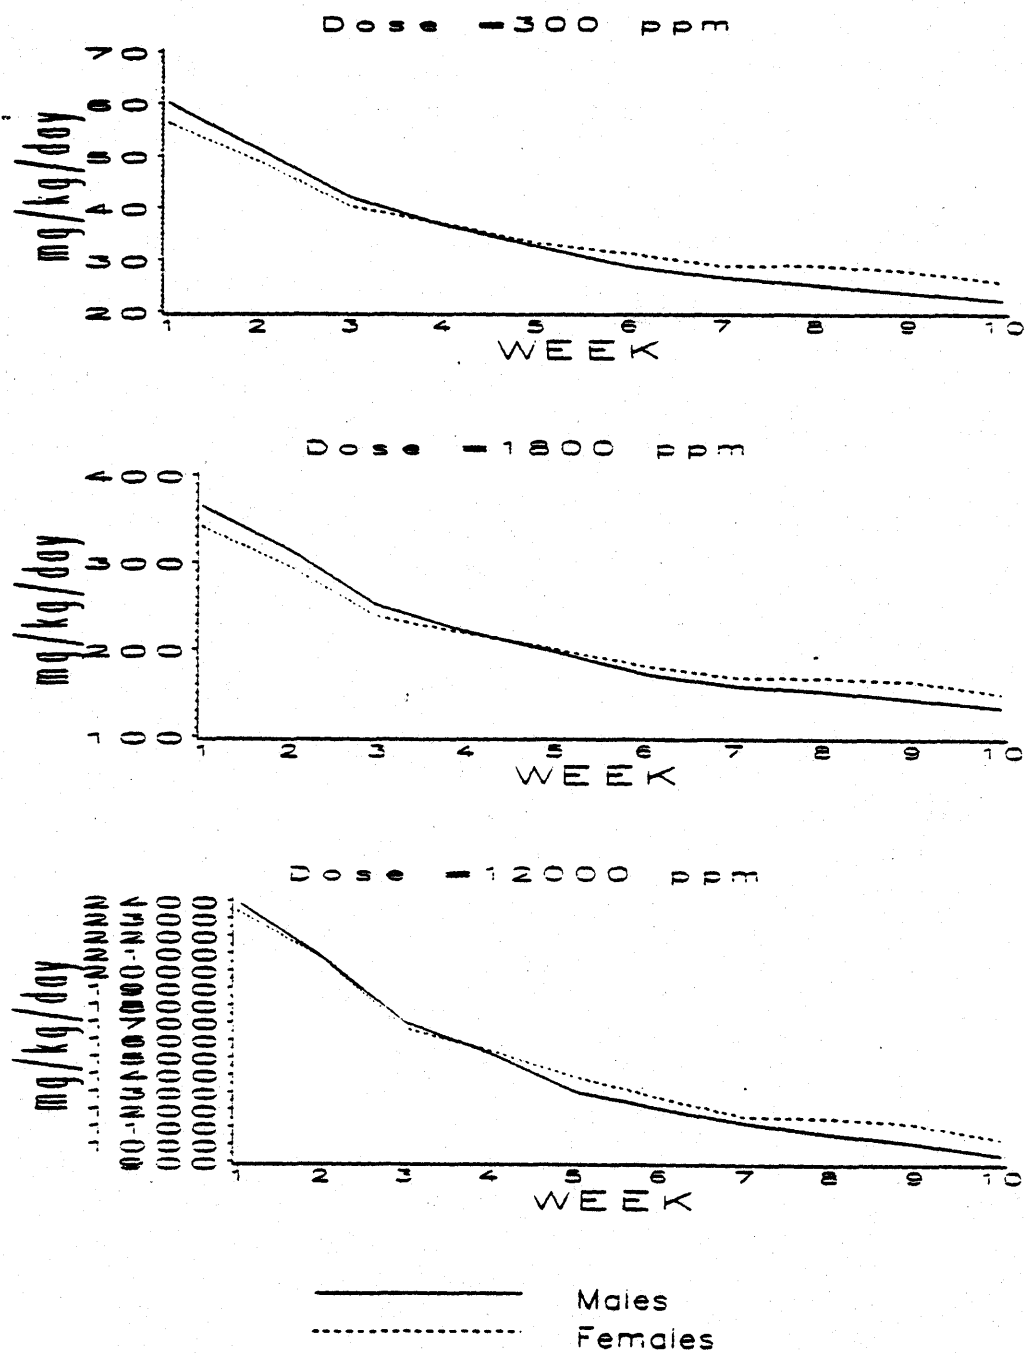 Dose =300 ppm
mg/kg/day
70
60
50
40
30
20
1 2 3 4 5 6 7 8 9 10
WEEK
Dose =1800 ppm
mg/kg/day
400
300
200
100
1 2 3 4 5 6 7 8 9 10
WEEK
Dose =12000 ppm
mg/kg/day
1 2 3 4 5 6 7 8 9 10
WEEK
Males
Females